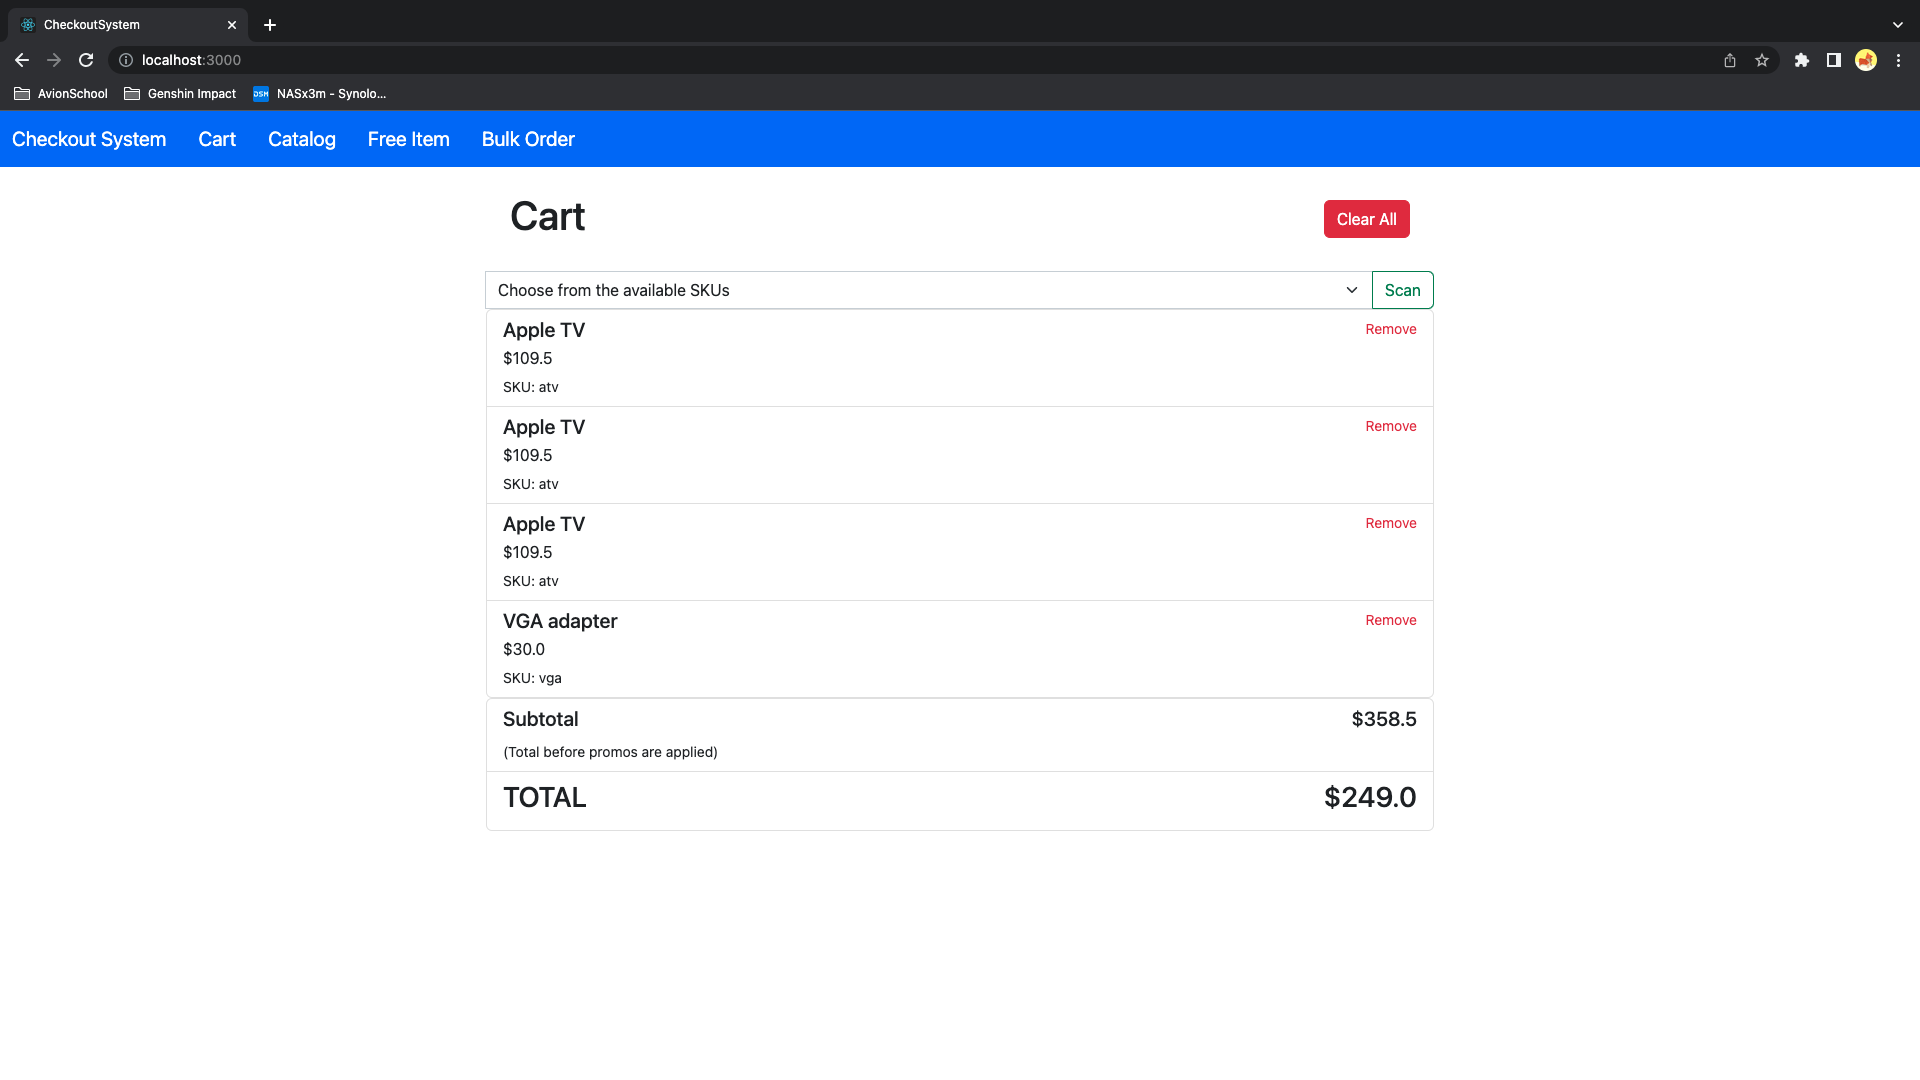 CheckoutSystem
localhost:3000
AvionSchool Genshin Impact DSM NASx3m - Synolo...
Checkout System Cart Catalog Free Item Bulk Order
Cart Clear All
Choose from the available SKUs Scan
Apple TV Remove
$109.5
SKU: atv
Apple TV Remove
$109.5
SKU: atv
Apple TV Remove
$109.5
SKU: atv
VGA adapter Remove
$30.0
SKU: vga
Subtotal $358.5
(Total before promos are applied)
TOTAL $249.0